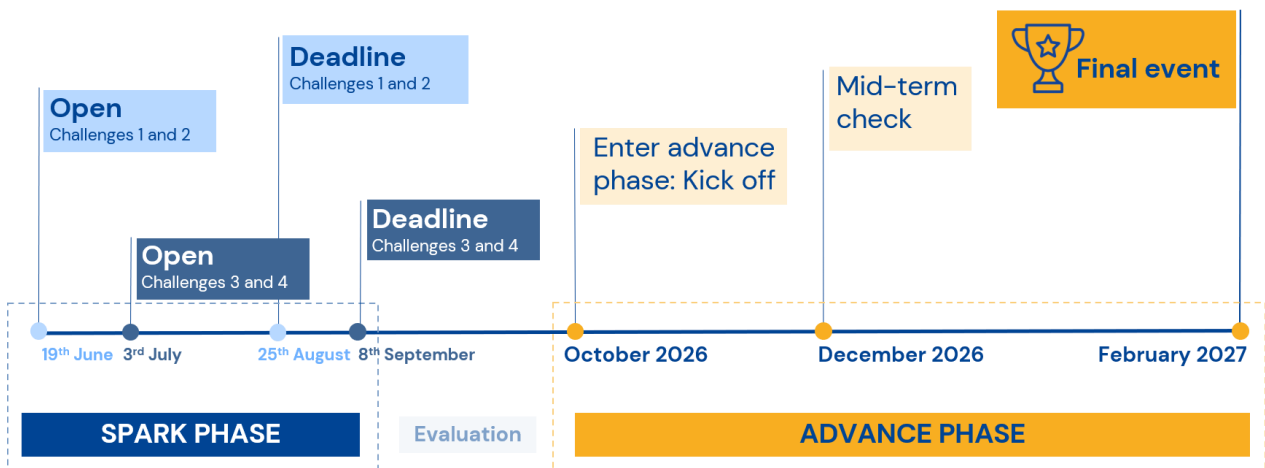 Final event
Deadline
Challenges 1 and 2
Mid-term
check
Open
Challenges 1 and 2
Enter advance
phase: Kick off
Deadline
Challenges 3 and 4
Open
Challenges 3 and 4
19th June 3rd July 25th August 8th September October 2026 December 2026 February 2027
SPARK PHASE Evaluation ADVANCE PHASE